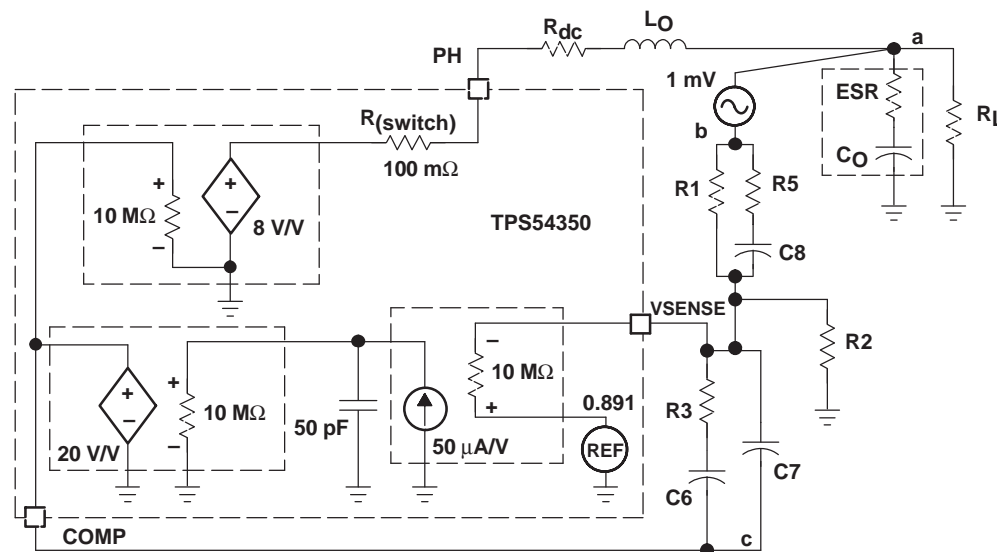 Rdc
LO
a
PH
1 mV
ESR
R(switch)
RL
b
CO
100 mΩ
R1
R5
+
10 MΩ
−
+
−
8 V/V
TPS54350
C8
VSENSE
R2
−
10 MΩ
+
0.891
REF
+
−
20 V/V
+
10 MΩ
−
50 pF
50 μA/V
R3
C6
C7
COMP
c